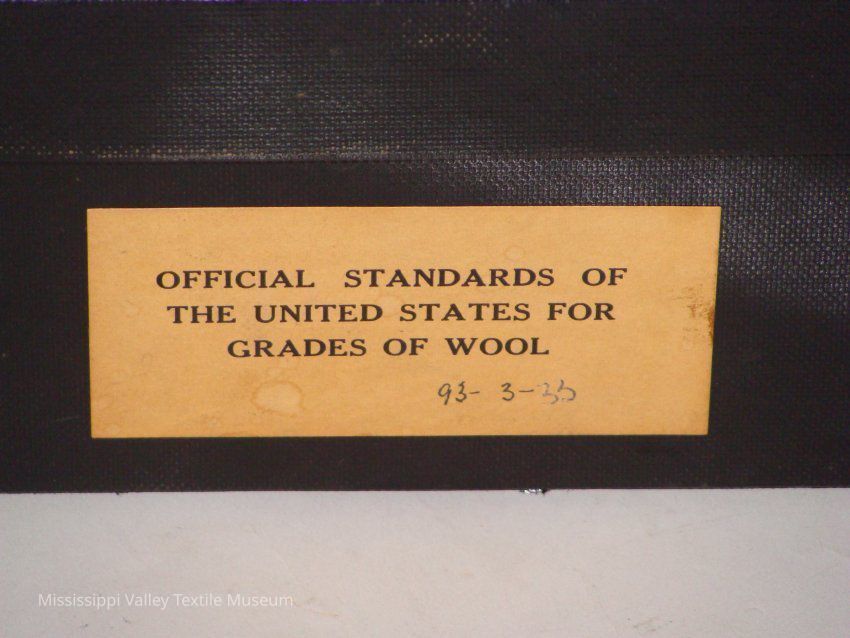 OFFICIAL STANDARDS OF
THE UNITED STATES FOR
GRADES OF WOOL
93- 3-
Mississippi Valley Textile Museum